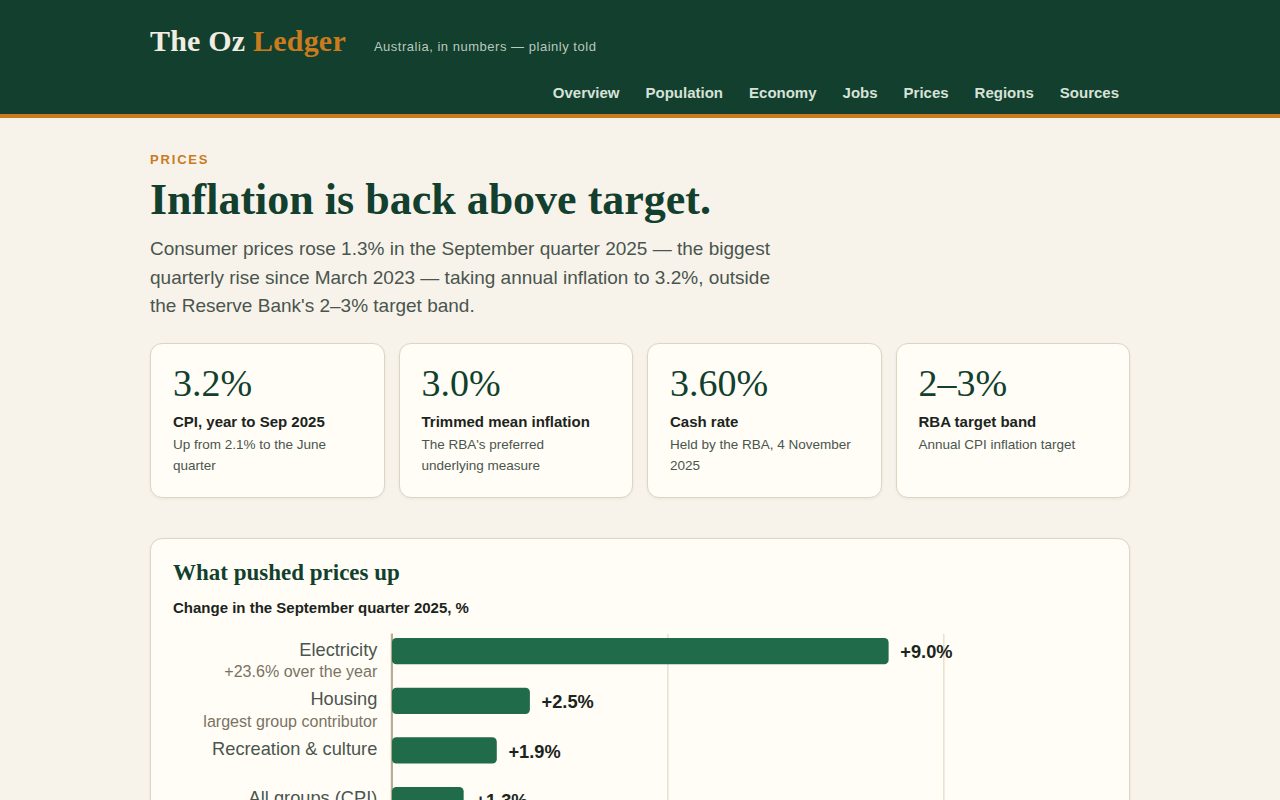 The Oz Ledger
Australia, in numbers — plainly told
Overview Population Economy Jobs Prices Regions Sources
PRICES
Inflation is back above target.
Consumer prices rose 1.3% in the September quarter 2025 — the biggest
quarterly rise since March 2023 — taking annual inflation to 3.2%, outside
the Reserve Bank's 2–3% target band.
3.2%
CPI, year to Sep 2025
Up from 2.1% to the June
quarter
3.0%
Trimmed mean inflation
The RBA's preferred
underlying measure
3.60%
Cash rate
Held by the RBA, 4 November
2025
2–3%
RBA target band
Annual CPI inflation target
What pushed prices up
Change in the September quarter 2025, %
Electricity
+9.0%
+23.6% over the year
Housing
+2.5%
largest group contributor
Recreation & culture
+1.9%
All groups (CPI)
+1.3%